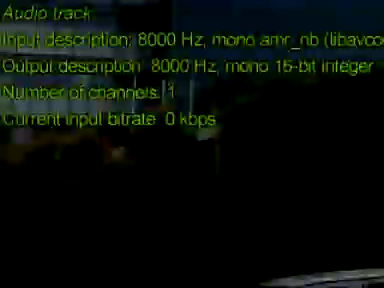 Audio track
Input description: 8000 Hz, mono amr_nb (libavco
Output description: 8000 Hz, mono 16-bit integer
Number of channels: 1
Current input bitrate: 0 kbps